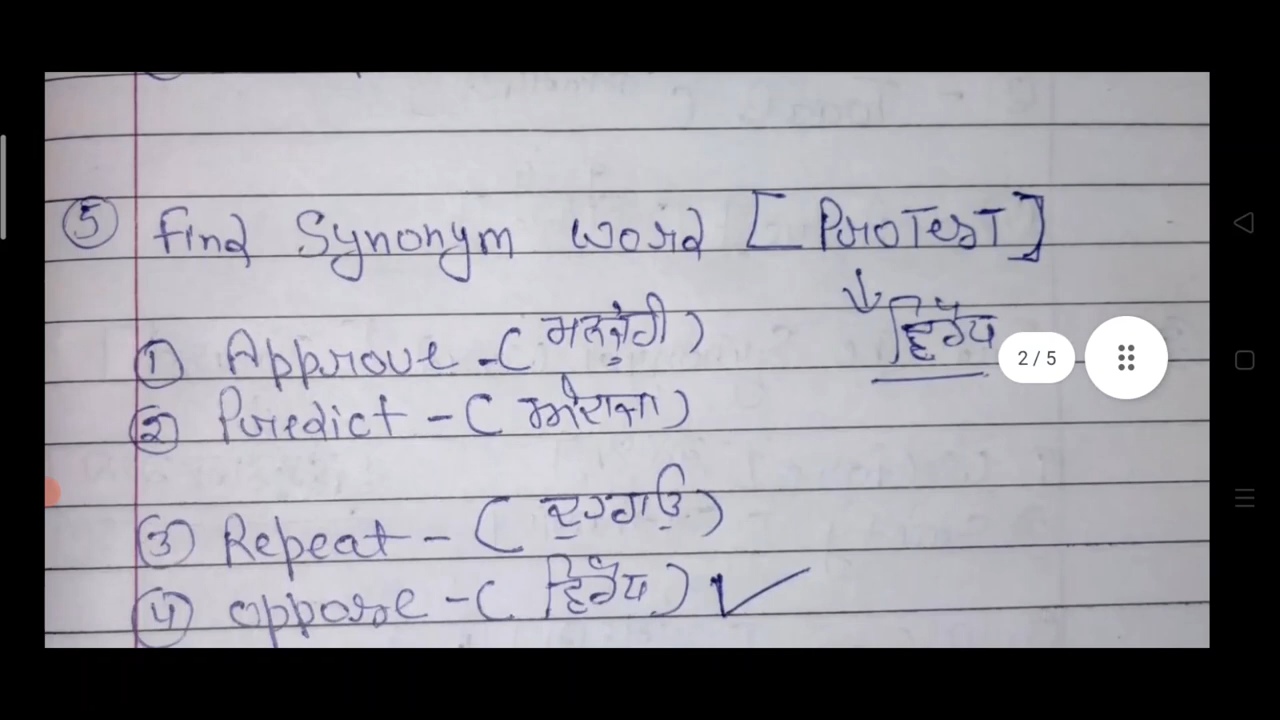 ⑤ Find Synonym word [ProTesT]
↓ ਵਿਰੋਧ
① Approve - (ਮਨਜ਼ੂਰੀ)
2/5
② Predict - (ਅੰਦਾਜਾ)
③ Repeat - (ਦੁਹਰਾਉ)
④ oppose - (ਵਿਰੋਧ) ✓